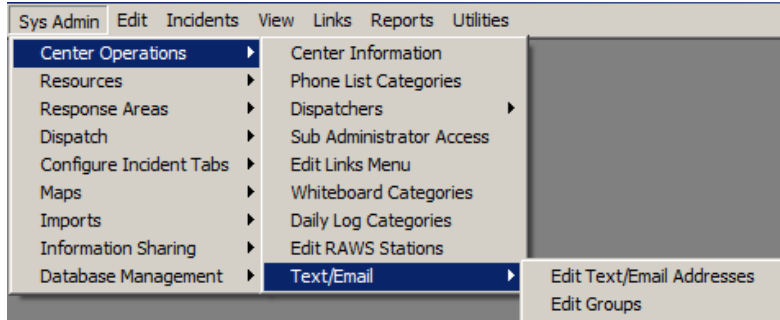 Sys Admin Edit Incidents View Links Reports Utilities
Center Operations
Resources
Response Areas
Dispatch
Configure Incident Tabs
Maps
Imports
Information Sharing
Database Management
Center Information
Phone List Categories
Dispatchers
Sub Administrator Access
Edit Links Menu
Whiteboard Categories
Daily Log Categories
Edit RAWS Stations
Text/Email
Edit Text/Email Addresses
Edit Groups